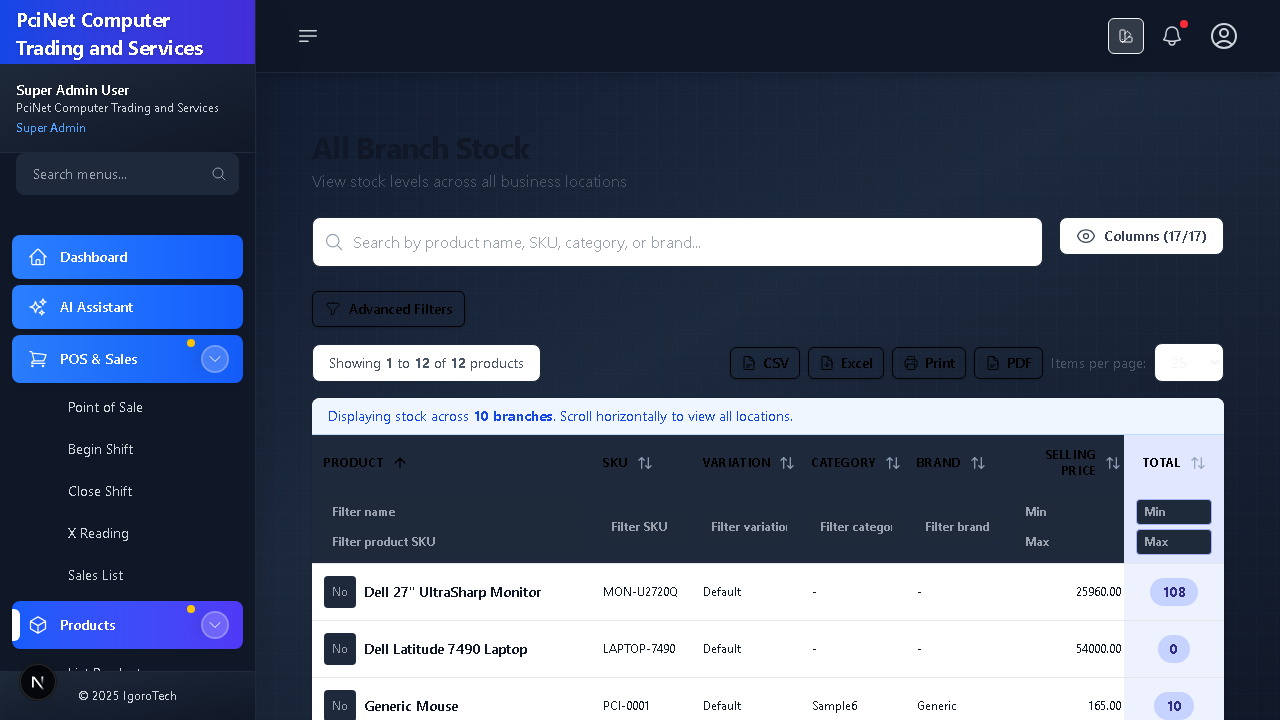 PciNet Computer
Trading and Services
Super Admin User
PciNet Computer Trading and Services
Super Admin
Search menus...
Dashboard
AI Assistant
POS & Sales
Point of Sale
Begin Shift
Close Shift
X Reading
Sales List
Products
N
© 2025 IgoroTech
All Branch Stock
View stock levels across all business locations
Search by product name, SKU, category, or brand...
Columns (17/17)
Advanced Filters
Showing 1 to 12 of 12 products
CSV Excel Print PDF Items per page: 25
Displaying stock across 10 branches. Scroll horizontally to view all locations.
PRODUCT SKU VARIATION CATEGORY BRAND SELLING PRICE TOTAL
Filter name Filter SKU Filter variation Filter categor Filter brand Min Min
Filter product SKU Max Max
No Dell 27" UltraSharp Monitor MON-U2720Q Default - - 25960.00 108
No Dell Latitude 7490 Laptop LAPTOP-7490 Default - - 54000.00 0
No Generic Mouse PCI-0001 Default Sample6 Generic 165.00 10